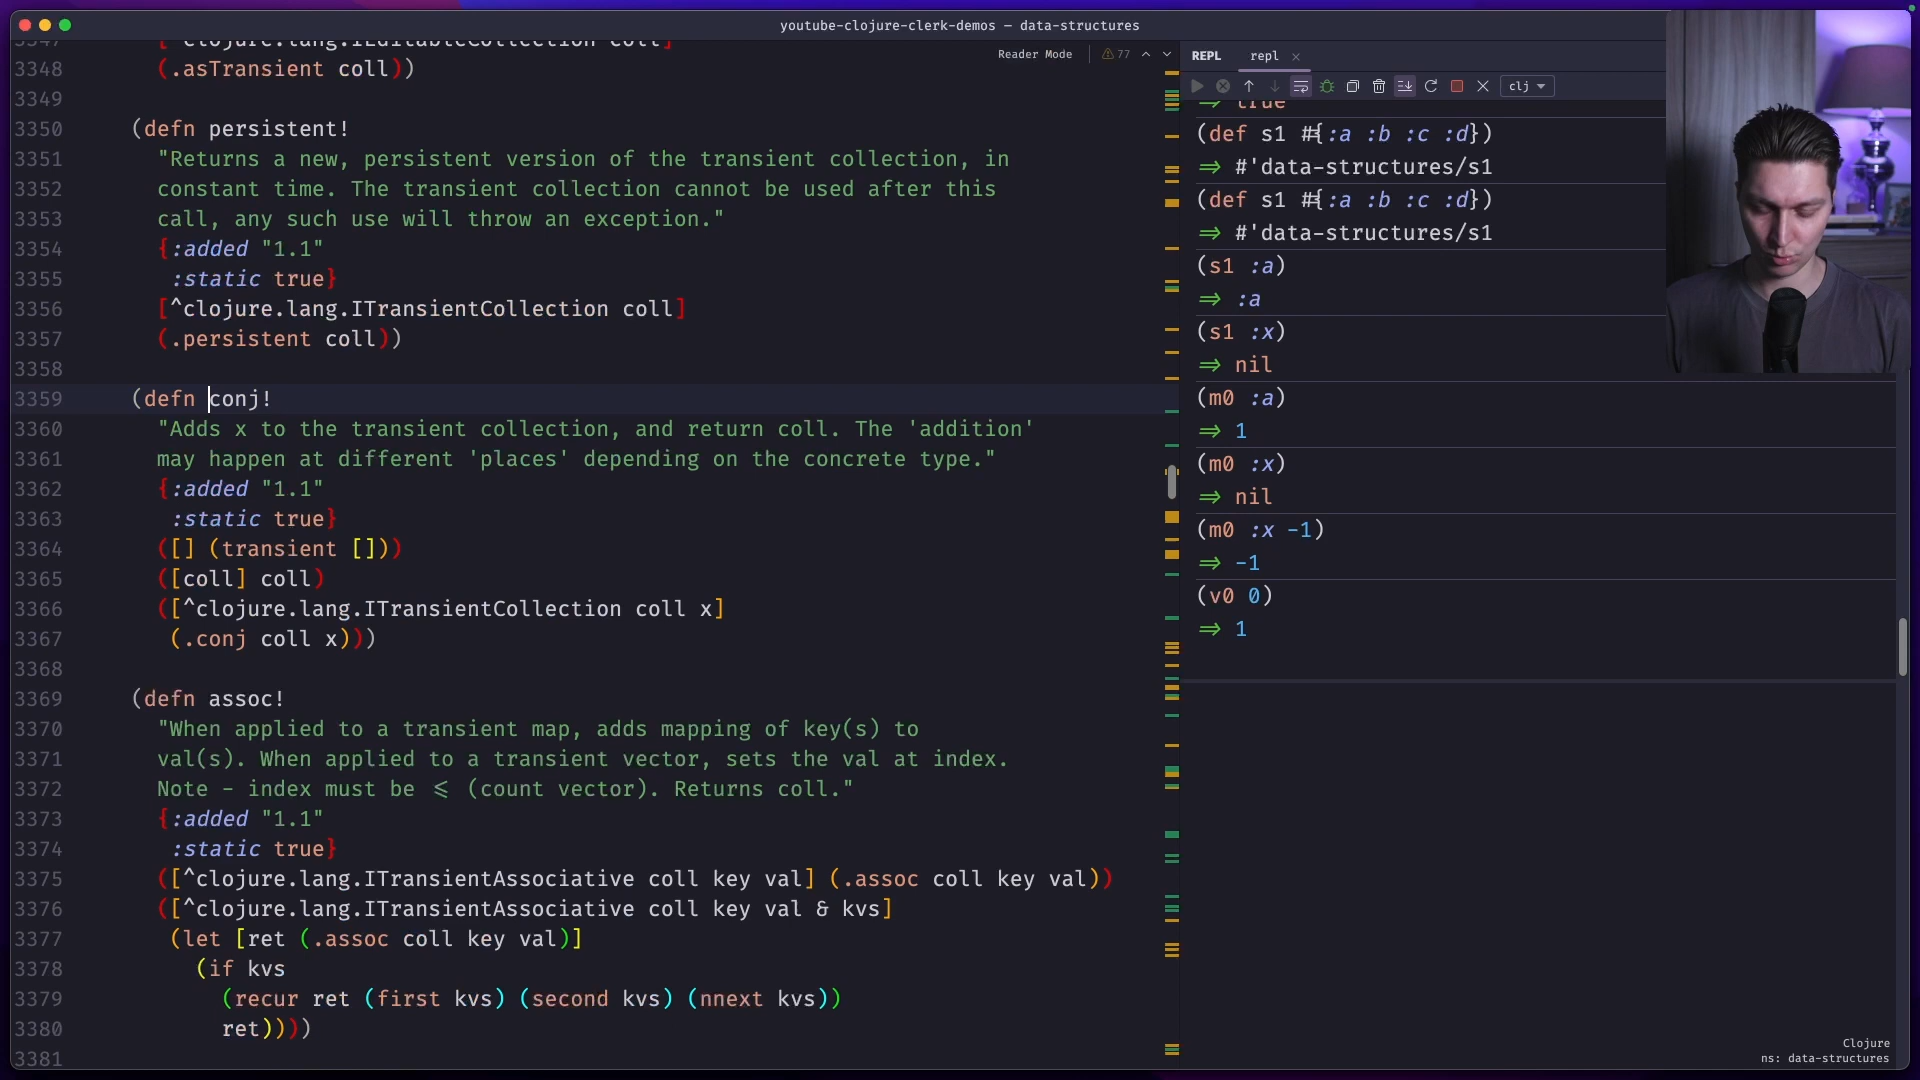 youtube-clojure-clerk-demos – data-structures
Reader Mode
77
REPL
repl
clj
3347 [^clojure.lang.IEditableCollection coll]
3348 (.asTransient coll))
3349
3350 (defn persistent!
3351 "Returns a new, persistent version of the transient collection, in
3352 constant time. The transient collection cannot be used after this
3353 call, any such use will throw an exception."
3354 {:added "1.1"
3355 :static true}
3356 [^clojure.lang.ITransientCollection coll]
3357 (.persistent coll))
3358
3359 (defn conj!
3360 "Adds x to the transient collection, and return coll. The 'addition'
3361 may happen at different 'places' depending on the concrete type."
3362 {:added "1.1"
3363 :static true}
3364 ([] (transient []))
3365 ([coll] coll)
3366 ([^clojure.lang.ITransientCollection coll x]
3367 (.conj coll x)))
3368
3369 (defn assoc!
3370 "When applied to a transient map, adds mapping of key(s) to
3371 val(s). When applied to a transient vector, sets the val at index.
3372 Note - index must be <= (count vector). Returns coll."
3373 {:added "1.1"
3374 :static true}
3375 ([^clojure.lang.ITransientAssociative coll key val] (.assoc coll key val))
3376 ([^clojure.lang.ITransientAssociative coll key val & kvs]
3377 (let [ret (.assoc coll key val)]
3378 (if kvs
3379 (recur ret (first kvs) (second kvs) (nnext kvs))
3380 ret))))
3381
=> true
(def s1 #{:a :b :c :d})
=> #'data-structures/s1
(def s1 #{:a :b :c :d})
=> #'data-structures/s1
(s1 :a)
=> :a
(s1 :x)
=> nil
(m0 :a)
=> 1
(m0 :x)
=> nil
(m0 :x -1)
=> -1
(v0 0)
=> 1
Clojure
ns: data-structures